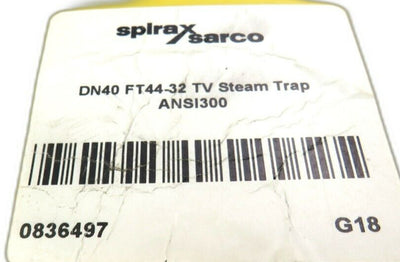 spirax
sarco
DN40 FT44-32 TV Steam Trap
ANSI300
0836497 G18